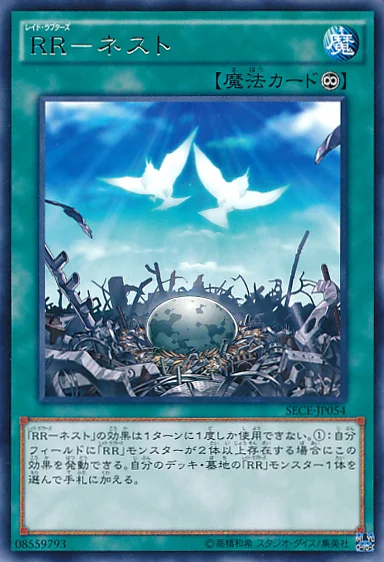 レイド・ラプターズ
RR－ネスト
魔
【魔法カード∞】
SECE-JP054
「RR－ネスト」の効果は1ターンに1度しか使用できない。①：自分
フィールドに「RR」モンスターが2体以上存在する場合にこの
効果を発動できる。自分のデッキ・墓地の「RR」モンスター1体を
選んで手札に加える。
08559793
©高橋和希 スタジオ・ダイス/集英社